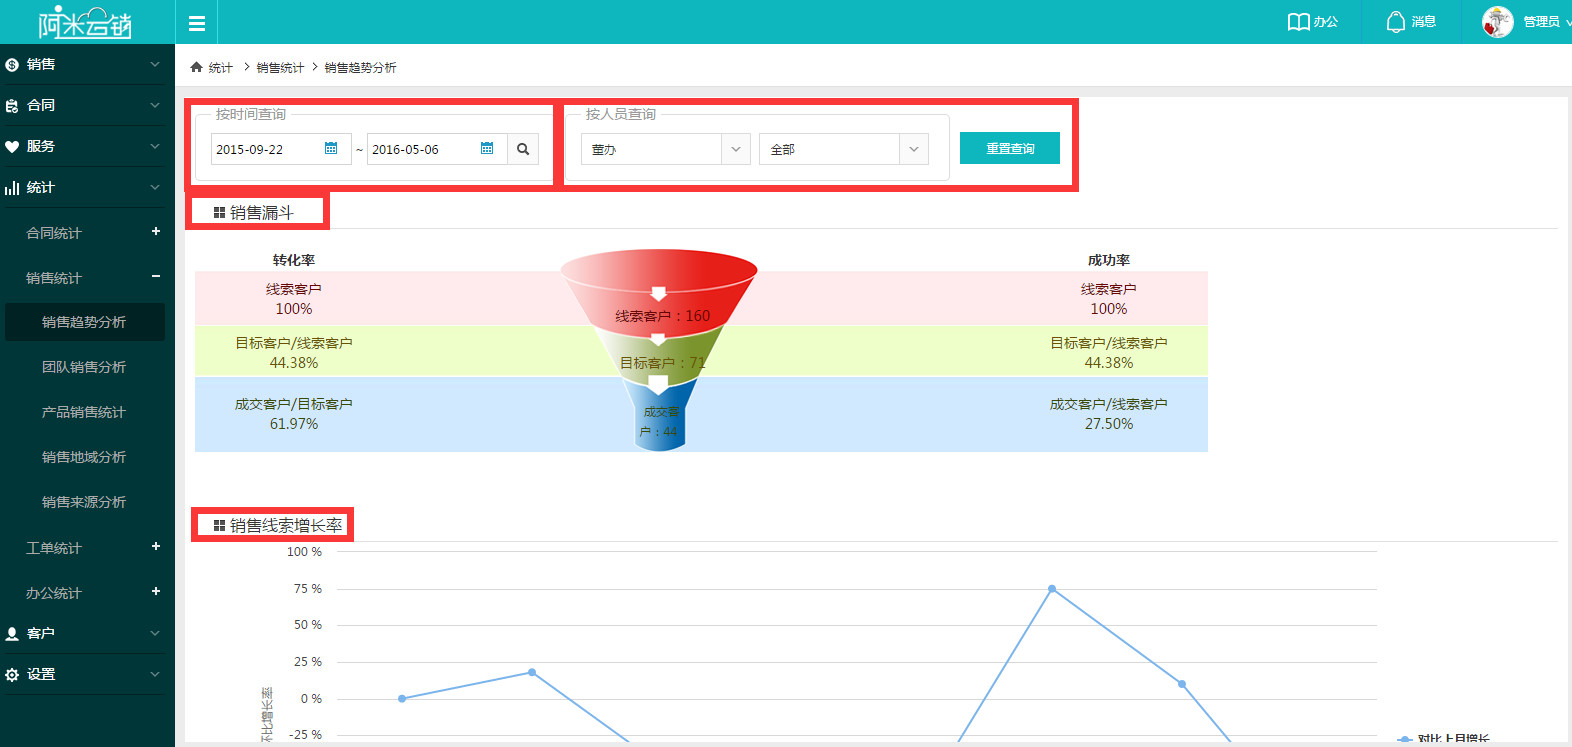 阿米云销
办公
消息
管理员
销售
合同
服务
统计
合同统计
销售统计
销售趋势分析
团队销售分析
产品销售统计
销售地域分析
销售来源分析
工单统计
办公统计
客户
设置
统计 > 销售统计 > 销售趋势分析
按时间查询
2015-09-22 ~ 2016-05-06
按人员查询
董办
全部
重置查询
销售漏斗
转化率
成功率
线索客户
100%
线索客户：160
线索客户
100%
目标客户/线索客户
44.38%
目标客户：71
目标客户/线索客户
44.38%
成交客户/目标客户
61.97%
成交客
户：44
成交客户/线索客户
27.50%
销售线索增长率
100 %
75 %
50 %
25 %
0 %
-25 %
对比上月增长